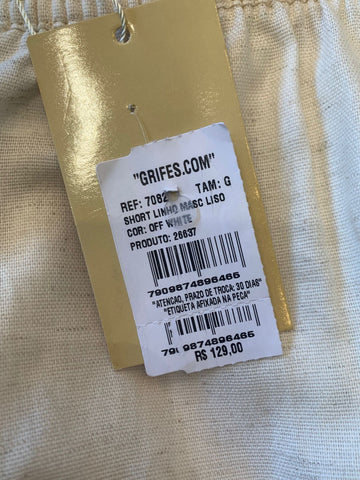 "GRIFES.COM"
REF: 7082 TAM: G
SHORT LINHO MASC LISO
COR: OFF WHITE
PRODUTO: 26637
7909874896465
"ATENCAO, PRAZO DE TROCA: 30 DIAS"
"ETIQUETA AFIXADA NA PECA"
7909874896465
R$ 129,00